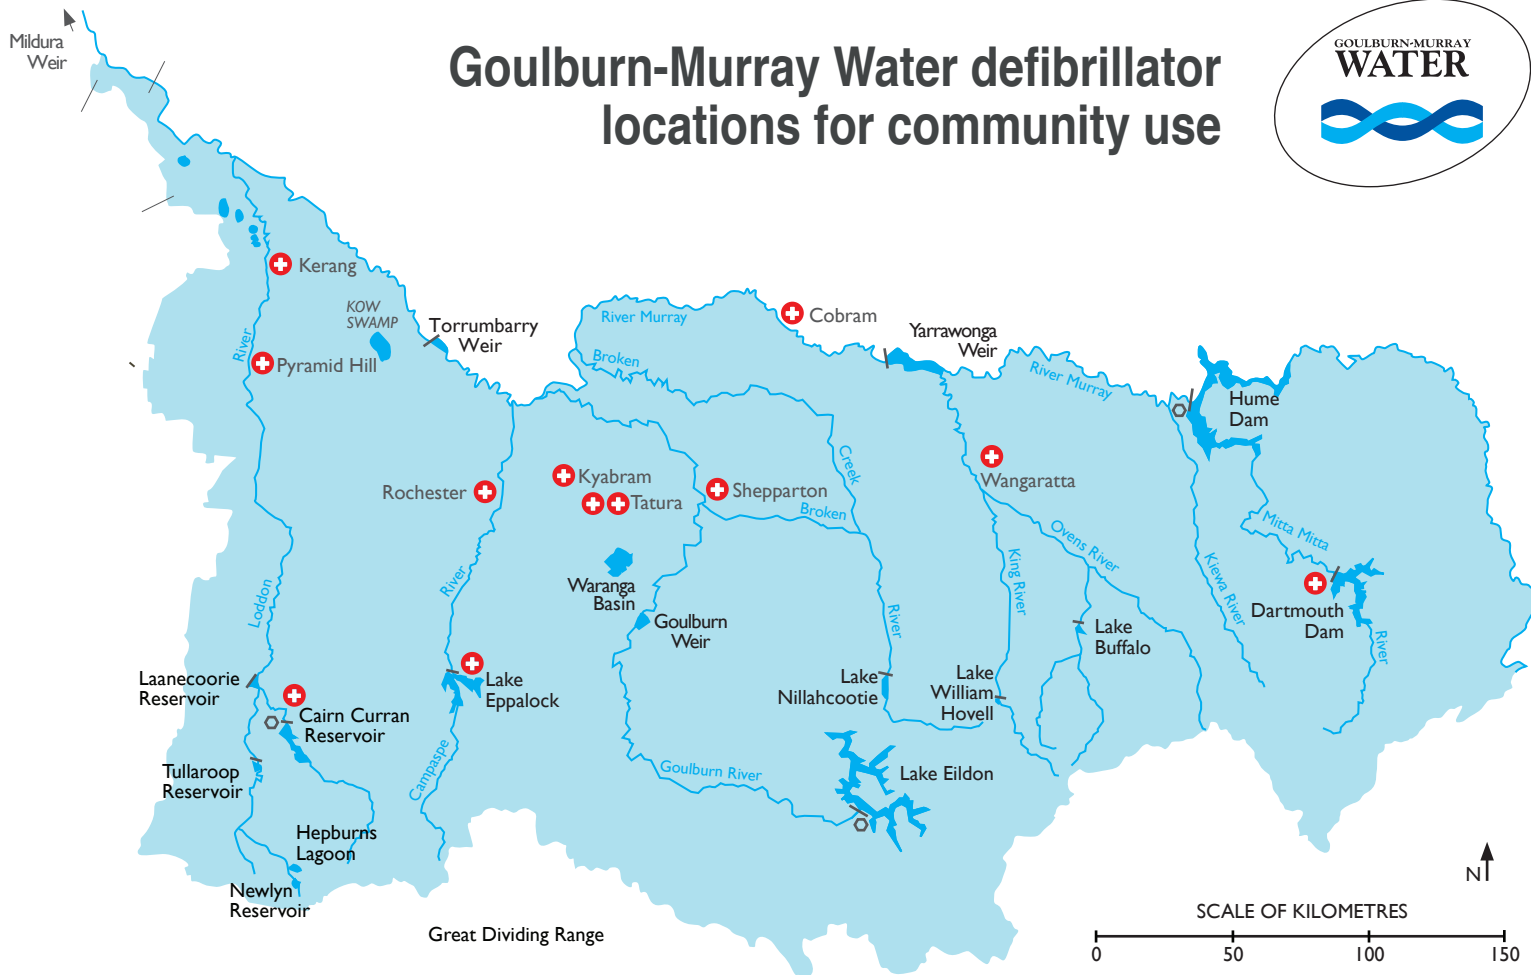 Goulburn-Murray Water defibrillator
locations for community use
GOULBURN-MURRAY
WATER
Mildura
Weir
Kerang
KOW
SWAMP
Torrumbarry
Weir
River Murray
Cobram
Yarrawonga
Weir
River
Pyramid Hill
Broken
River Murray
Hume
Dam
Creek
Wangaratta
Rochester
Kyabram
Tatura
Shepparton
Broken
Ovens River
Mitta Mitta
Waranga
Basin
Goulburn
Weir
River
Loddon
River
King River
Kiewa River
Dartmouth
Dam
River
Lake
Buffalo
Laanecoorie
Reservoir
Lake
Eppalock
Lake
Nillahcootie
Lake
William
Hovell
Cairn Curran
Reservoir
Tullaroop
Reservoir
Campaspe
Goulburn River
Lake Eildon
Hepburns
Lagoon
Newlyn
Reservoir
Great Dividing Range
N
SCALE OF KILOMETRES
0 50 100 150